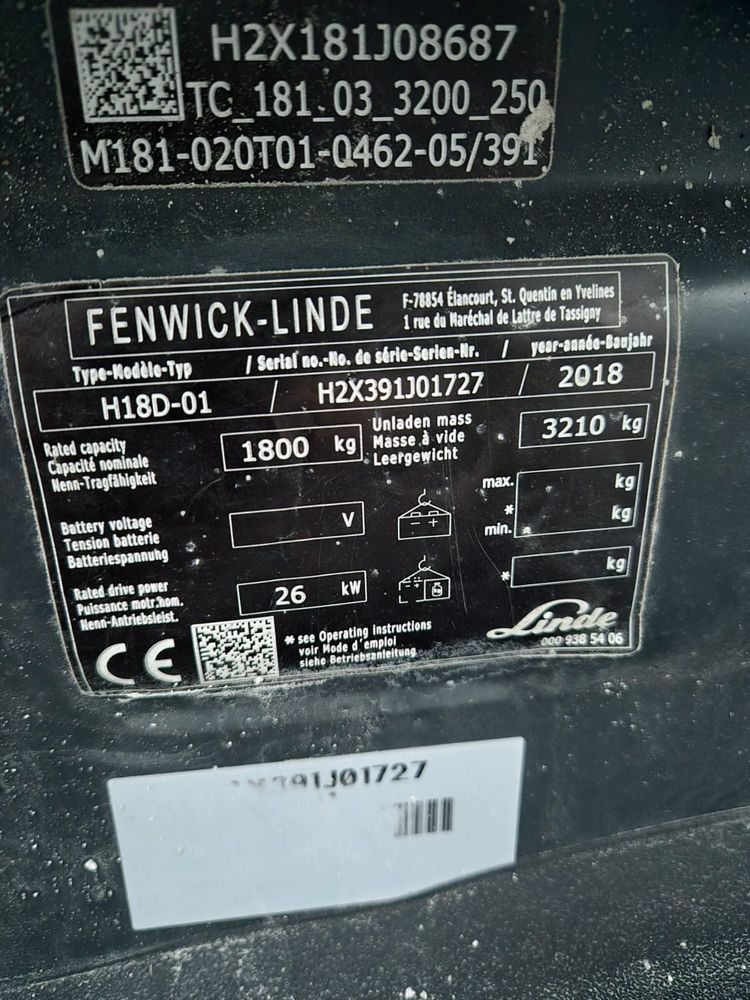 H2X181J08687
TC_181_03_3200_250
M181-020T01-0462-05/391
FENWICK-LINDE
F-78854 Élancourt, St. Quentin en Yvelines
1 rue du Maréchal de Lattre de Tassigny
Type-Modèle-Typ / Serial no.-No. de série-Serien-Nr. / year-année-Baujahr
H18D-01 / H2X391J01727 / 2018
Rated capacity
Capacité nominale
Nenn-Tragfähigkeit
1800 kg
Unladen mass
Masse à vide
Leergewicht
3210 kg
Battery voltage
Tension batterie
Batteriespannung
V
- +
max. kg
*
min. kg
Rated drive power
Puissance motr.nom.
Nenn-Antriebsleist.
26 kW
* kg
CE
* see Operating instructions
voir Mode d'emploi
siehe Betriebsanleitung
Linde
000 938 54 06
X391J01727